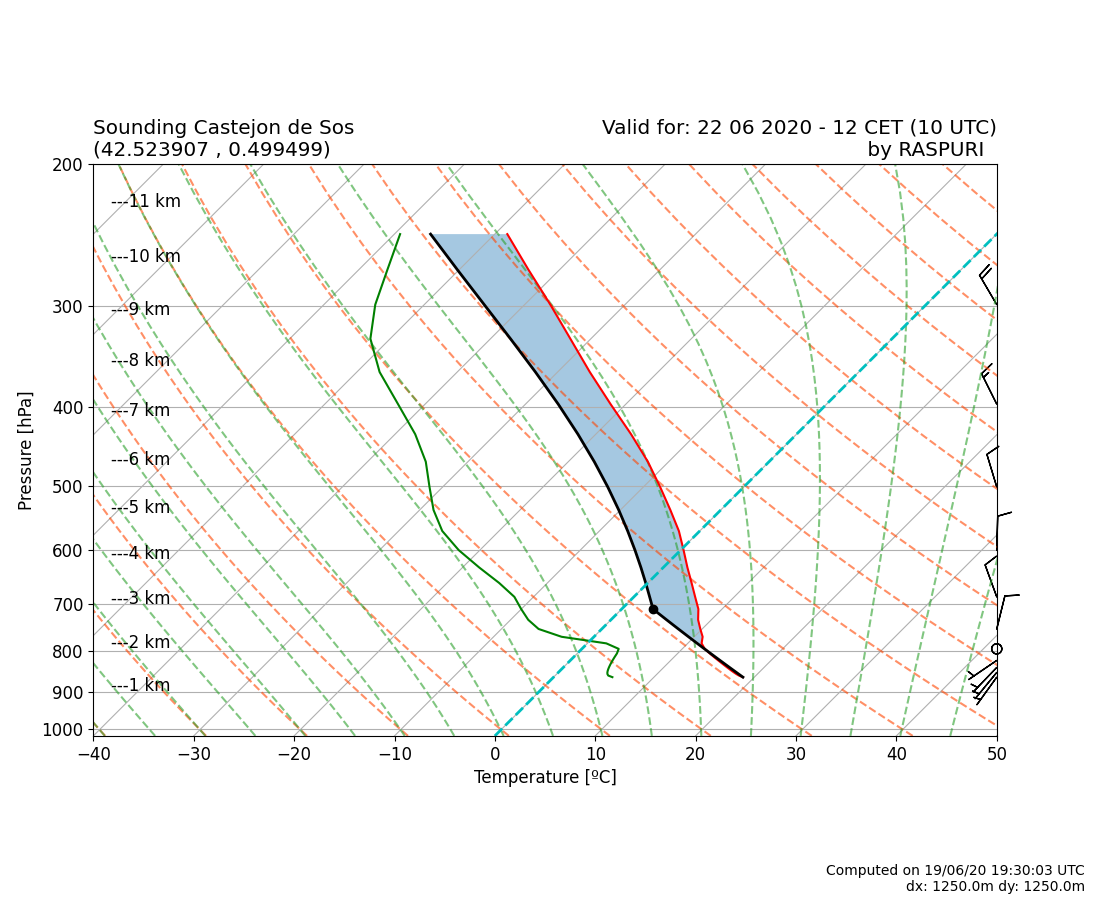 Sounding Castejon de Sos
(42.523907 , 0.499499)
Valid for: 22 06 2020 - 12 CET (10 UTC)
by RASPURI
200
300
400
500
600
700
800
900
1000
Pressure [hPa]
---11 km
---10 km
---9 km
---8 km
---7 km
---6 km
---5 km
---4 km
---3 km
---2 km
---1 km
−40 −30 −20 −10 0 10 20 30 40 50
Temperature [ºC]
Computed on 19/06/20 19:30:03 UTC
dx: 1250.0m dy: 1250.0m